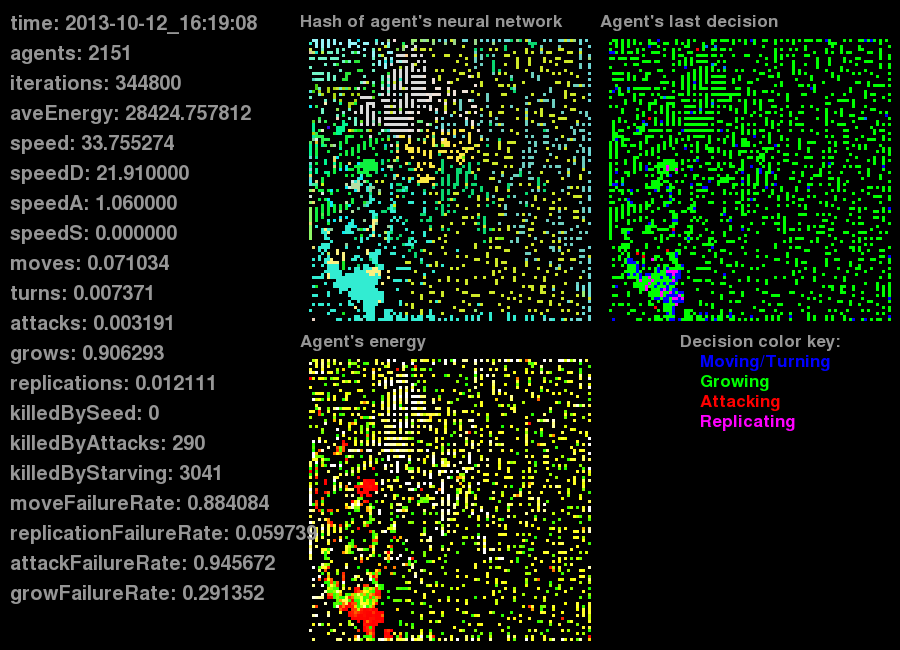 time: 2013-10-12_16:19:08
agents: 2151
iterations: 344800
aveEnergy: 28424.757812
speed: 33.755274
speedD: 21.910000
speedA: 1.060000
speedS: 0.000000
moves: 0.071034
turns: 0.007371
attacks: 0.003191
grows: 0.906293
replications: 0.012111
killedBySeed: 0
killedByAttacks: 290
killedByStarving: 3041
moveFailureRate: 0.884084
replicationFailureRate: 0.059739
attackFailureRate: 0.945672
growFailureRate: 0.291352
Hash of agent's neural network
Agent's last decision
Agent's energy
Decision color key:
Moving/Turning
Growing
Attacking
Replicating